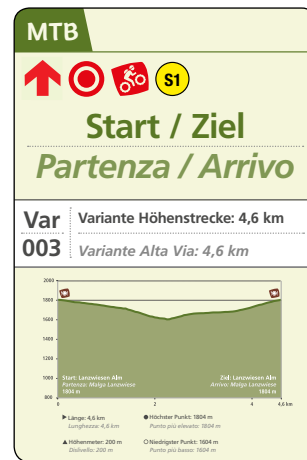 MTB
S1
Start / Ziel
Partenza / Arrivo
Var
003
Variante Höhenstrecke: 4,6 km
Variante Alta Via: 4,6 km
2000
1800
1600
1400
1200
1000
800
Start: Lanzwiesen Alm
Partenza: Malga Lanzwiese
1804 m
Ziel: Lanzwiesen Alm
Arrivo: Malga Lanzwiese
1804 m
0 1 2 3 4 4,6 km
Länge: 4,6 km
Lunghezza: 4,6 km
Höchster Punkt: 1804 m
Punto più elevato: 1804 m
Höhenmeter: 200 m
Dislivello: 200 m
Niedrigster Punkt: 1604 m
Punto più basso: 1604 m